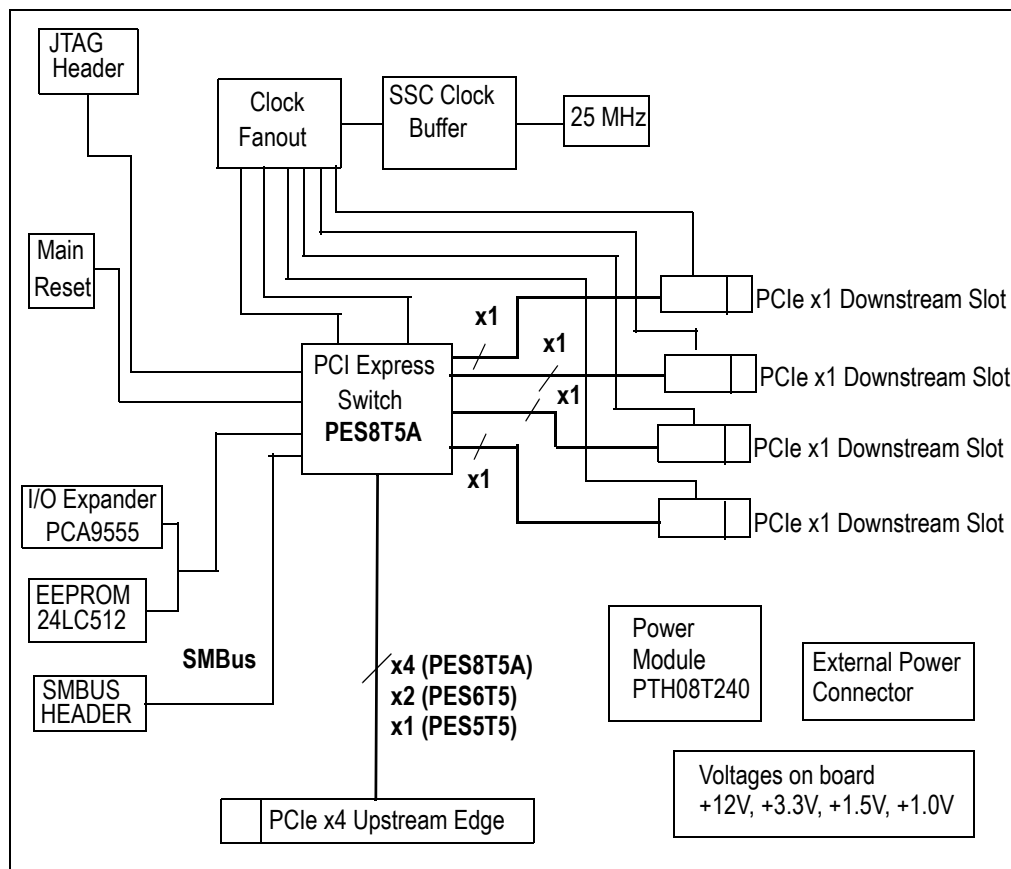 JTAG
Header
Clock
Fanout
SSC Clock
Buffer
25 MHz
Main
Reset
PCIe x1 Downstream Slot
x1
x1
PCI Express
Switch
PES8T5A
PCIe x1 Downstream Slot
x1
PCIe x1 Downstream Slot
x1
I/O Expander
PCA9555
PCIe x1 Downstream Slot
EEPROM
24LC512
SMBus
SMBUS
HEADER
x4 (PES8T5A)
x2 (PES6T5)
x1 (PES5T5)
Power
Module
PTH08T240
External Power
Connector
Voltages on board
+12V, +3.3V, +1.5V, +1.0V
PCIe x4 Upstream Edge